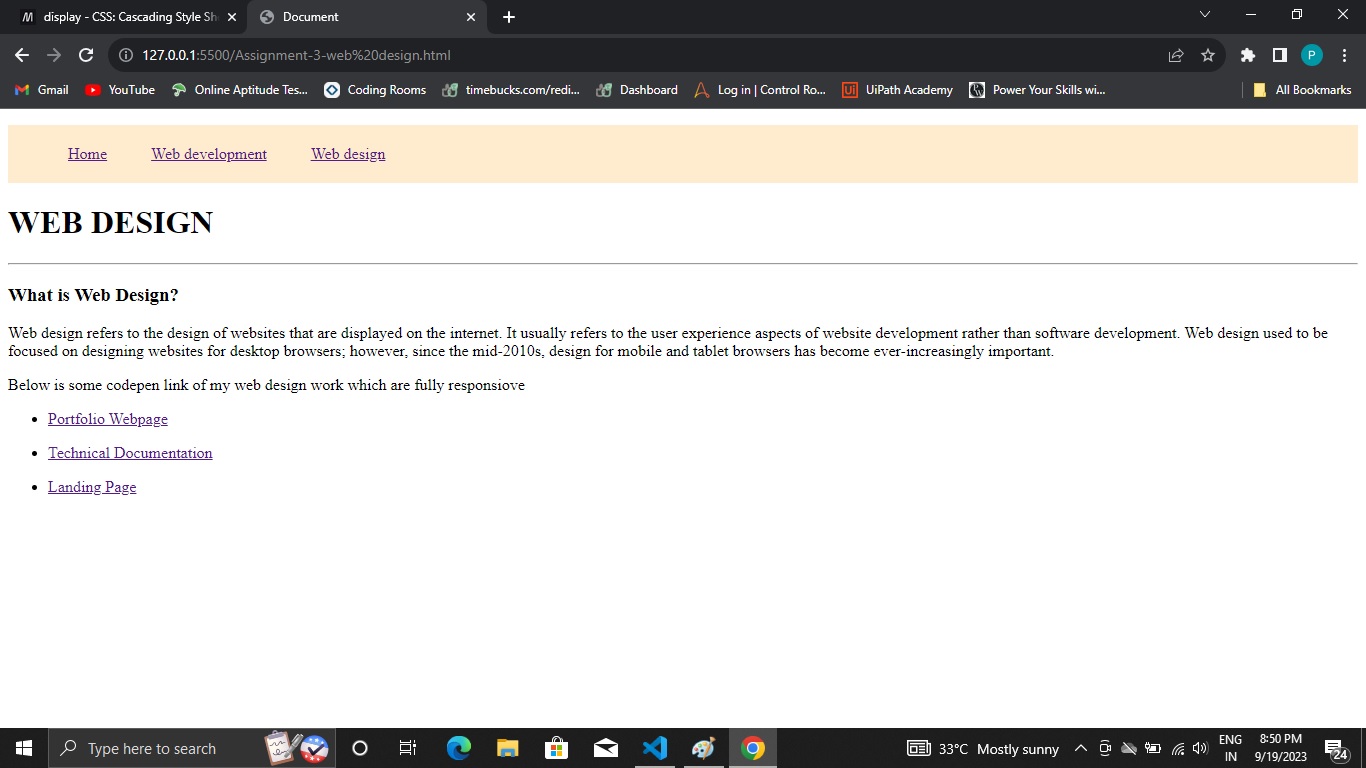 display - CSS: Cascading Style Sh
Document
127.0.0.1:5500/Assignment-3-web%20design.html
P
Gmail YouTube Online Aptitude Tes... Coding Rooms timebucks.com/redi... Dashboard Log in | Control Ro... UiPath Academy Power Your Skills wi... All Bookmarks
Home Web development Web design
WEB DESIGN
What is Web Design?
Web design refers to the design of websites that are displayed on the internet. It usually refers to the user experience aspects of website development rather than software development. Web design used to be
focused on designing websites for desktop browsers; however, since the mid-2010s, design for mobile and tablet browsers has become ever-increasingly important.
Below is some codepen link of my web design work which are fully responsiove
• Portfolio Webpage
• Technical Documentation
• Landing Page
Type here to search
33°C Mostly sunny
ENG
IN
8:50 PM
9/19/2023
24